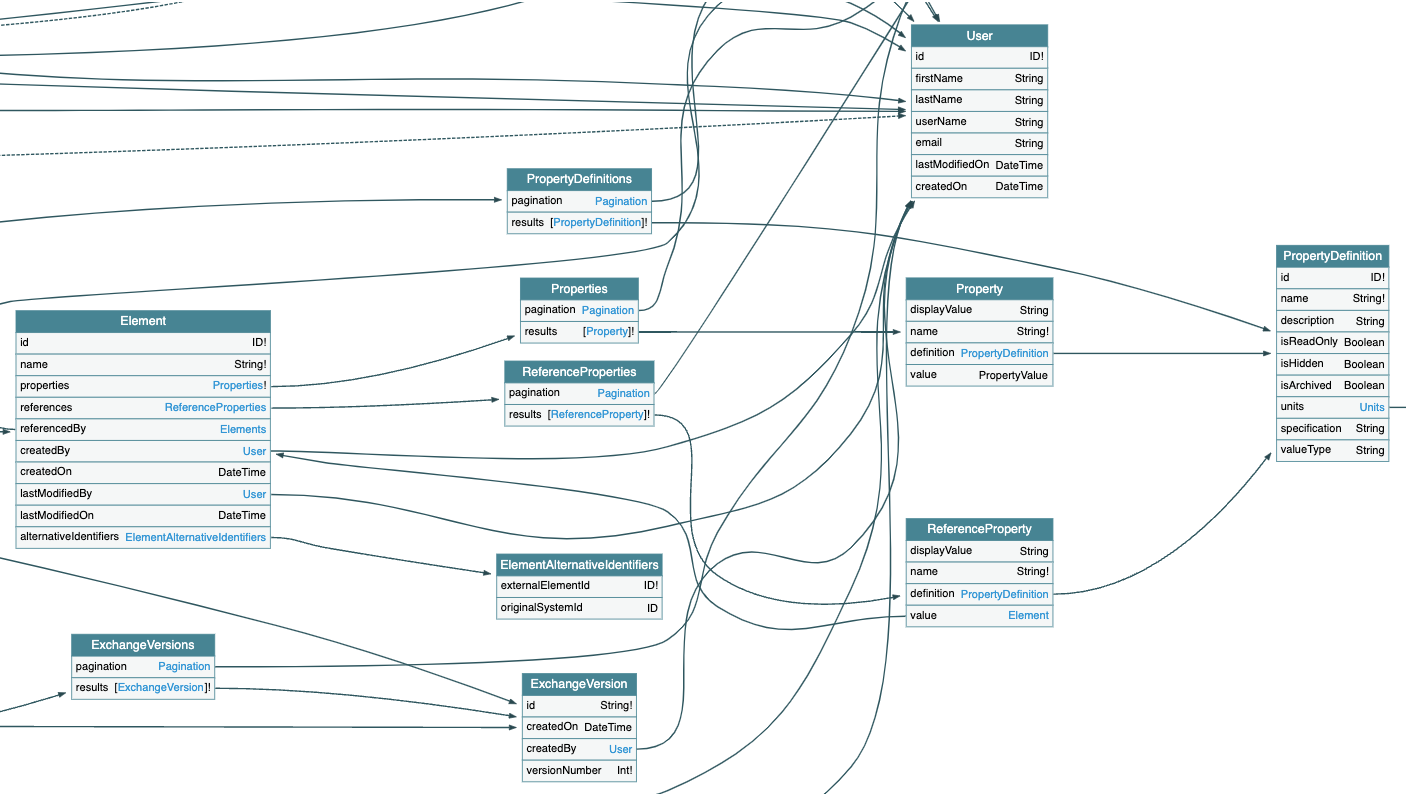 User
id ID!
firstName String
lastName String
userName String
email String
lastModifiedOn DateTime
createdOn DateTime
PropertyDefinitions
pagination Pagination
results [PropertyDefinition]!
PropertyDefinition
id ID!
name String!
description String
isReadOnly Boolean
isHidden Boolean
isArchived Boolean
units Units
specification String
valueType String
Properties
pagination Pagination
results [Property]!
Property
displayValue String
name String!
definition PropertyDefinition
value PropertyValue
Element
id ID!
name String!
properties Properties!
references ReferenceProperties
referencedBy Elements
createdBy User
createdOn DateTime
lastModifiedBy User
lastModifiedOn DateTime
alternativeIdentifiers ElementAlternativeIdentifiers
ReferenceProperties
pagination Pagination
results [ReferenceProperty]!
ReferenceProperty
displayValue String
name String!
definition PropertyDefinition
value Element
ElementAlternativeIdentifiers
externalElementId ID!
originalSystemId ID
ExchangeVersions
pagination Pagination
results [ExchangeVersion]!
ExchangeVersion
id String!
createdOn DateTime
createdBy User
versionNumber Int!